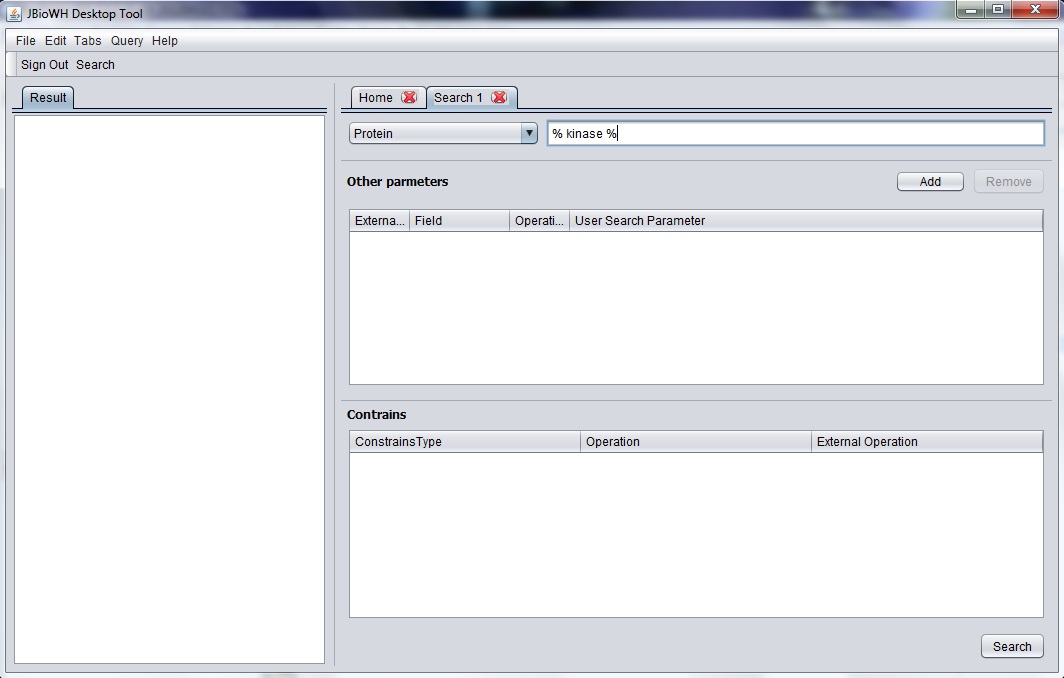 JBioWH Desktop Tool
File Edit Tabs Query Help
Sign Out Search
Result
Home Search 1
Protein % kinase %
Other parmeters Add Remove
Externa... Field Operati... User Search Parameter
Contrains
ConstrainsType Operation External Operation
Search